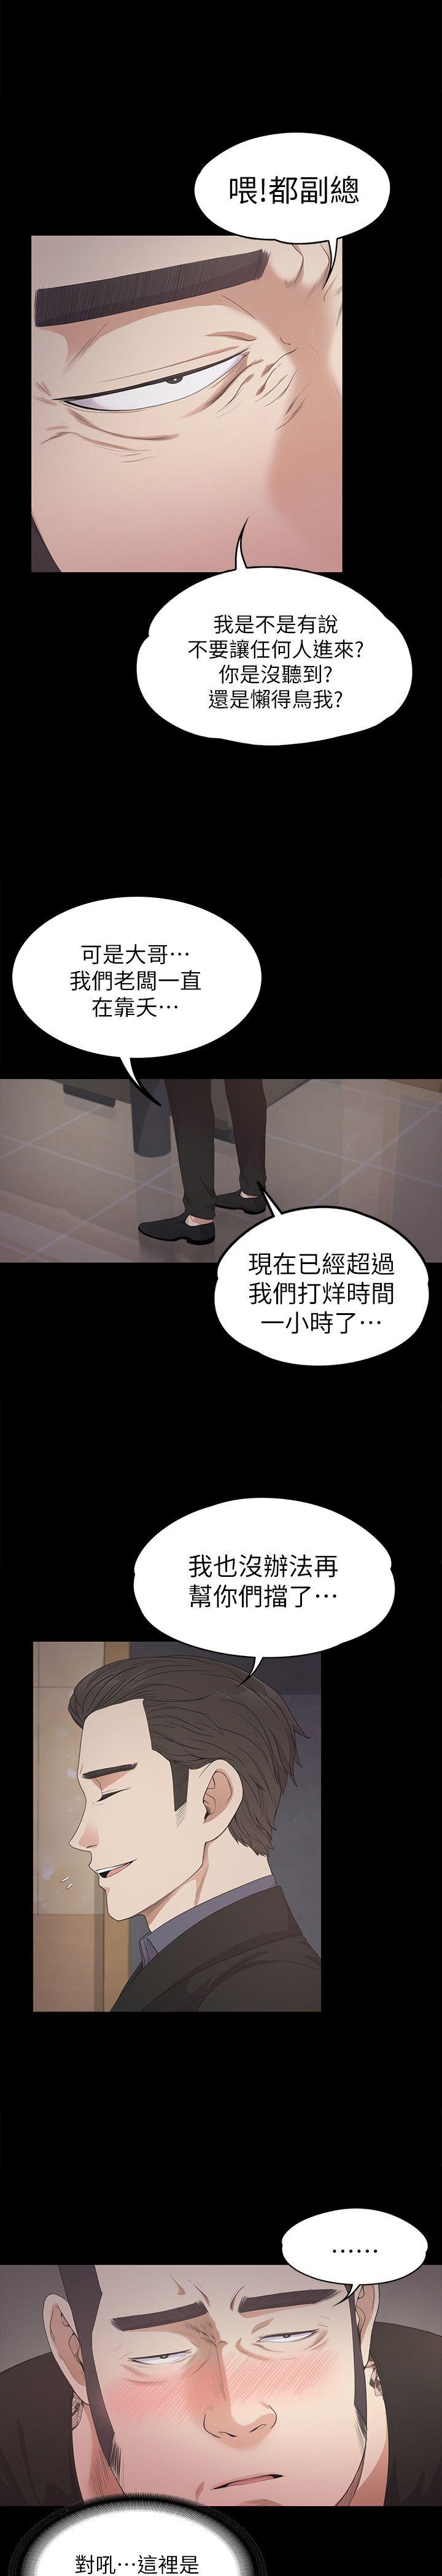 喂!都副總
我是不是有說
不要讓任何人進來?
你是沒聽到?
還是懶得鳥我?
可是大哥⋯
我們老闆一直
在靠夭⋯
現在已經超過
我們打烊時間
一小時了⋯
我也沒辦法再
幫你們擋了⋯
⋯⋯
對吼⋯這裡是